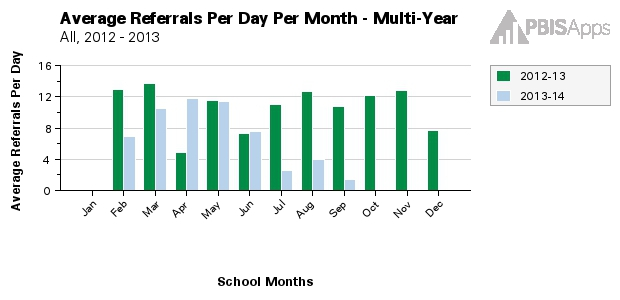 Average Referrals Per Day Per Month - Multi-Year
All, 2012 - 2013
PBISApps
2012-13
2013-14
Average Referrals Per Day
16
12
8
4
0
Jan Feb Mar Apr May Jun Jul Aug Sep Oct Nov Dec
School Months